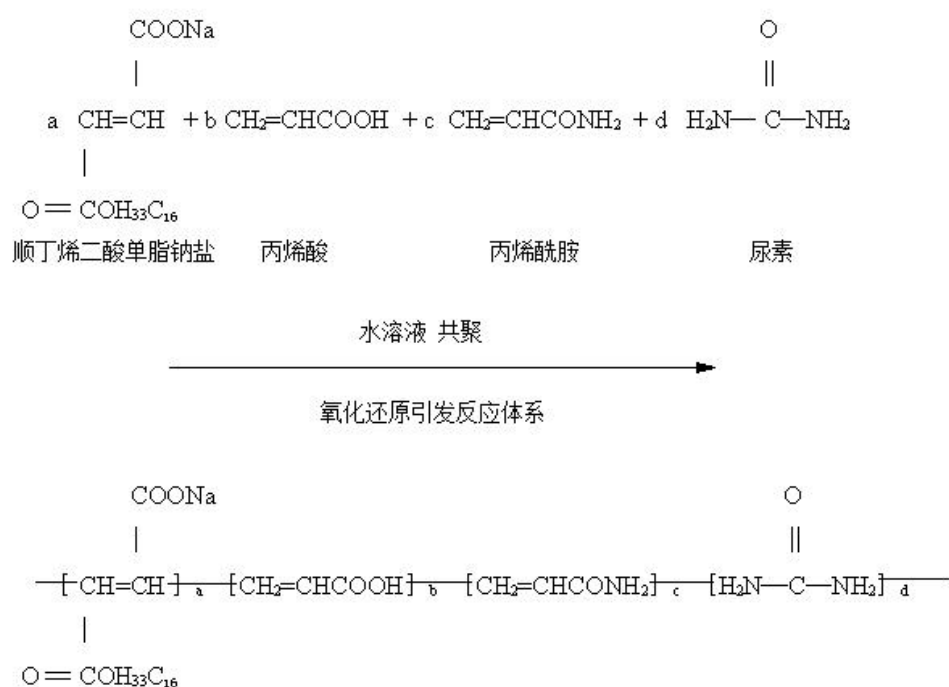 COONa O
| ||
a CH=CH + b CH₂=CHCOOH + c CH₂=CHCONH₂ + d H₂N—C—NH₂
|
O=COH₃₃C₁₆
顺丁烯二酸单脂钠盐 丙烯酸 丙烯酰胺 尿素
水溶液 共聚
氧化还原引发反应体系
COONa O
| ||
—[CH=CH]ₐ—[CH₂=CHCOOH]b—[CH₂=CHCONH₂]c—[H₂N—C—NH₂]d—
|
O=COH₃₃C₁₆